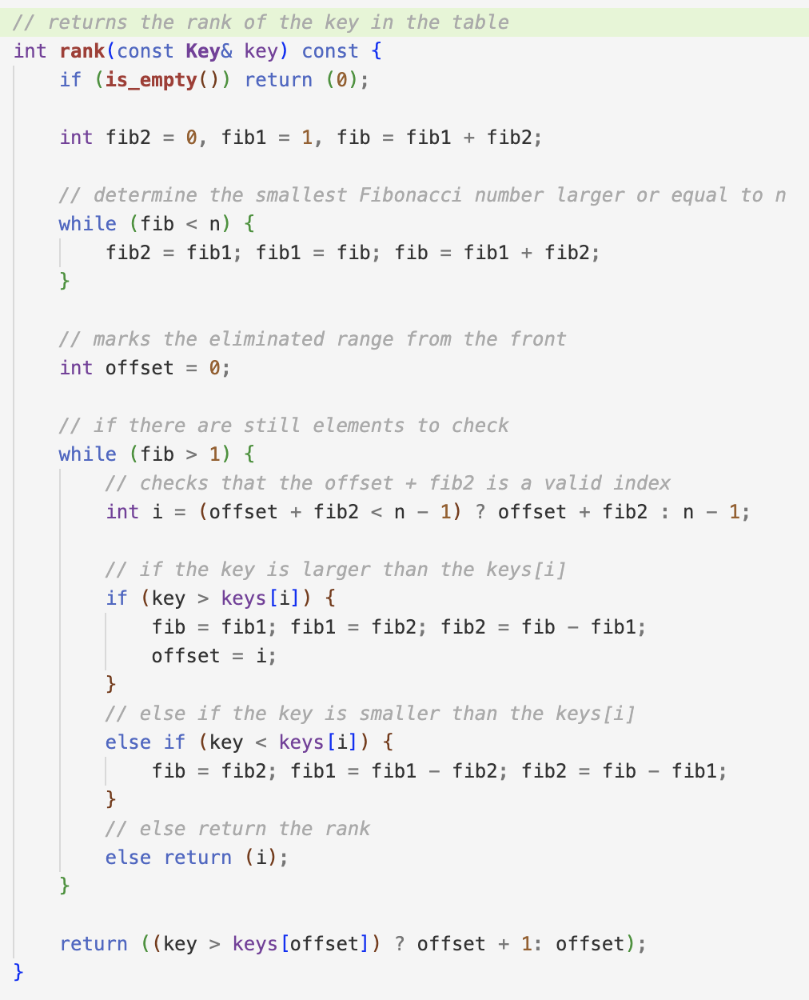 // returns the rank of the key in the table
int rank(const Key& key) const {
    if (is_empty()) return (0);

    int fib2 = 0, fib1 = 1, fib = fib1 + fib2;

    // determine the smallest Fibonacci number larger or equal to n
    while (fib < n) {
        fib2 = fib1; fib1 = fib; fib = fib1 + fib2;
    }

    // marks the eliminated range from the front
    int offset = 0;

    // if there are still elements to check
    while (fib > 1) {
        // checks that the offset + fib2 is a valid index
        int i = (offset + fib2 < n - 1) ? offset + fib2 : n - 1;

        // if the key is larger than the keys[i]
        if (key > keys[i]) {
            fib = fib1; fib1 = fib2; fib2 = fib - fib1;
            offset = i;
        }
        // else if the key is smaller than the keys[i]
        else if (key < keys[i]) {
            fib = fib2; fib1 = fib1 - fib2; fib2 = fib - fib1;
        }
        // else return the rank
        else return (i);
    }

    return ((key > keys[offset]) ? offset + 1: offset);
}